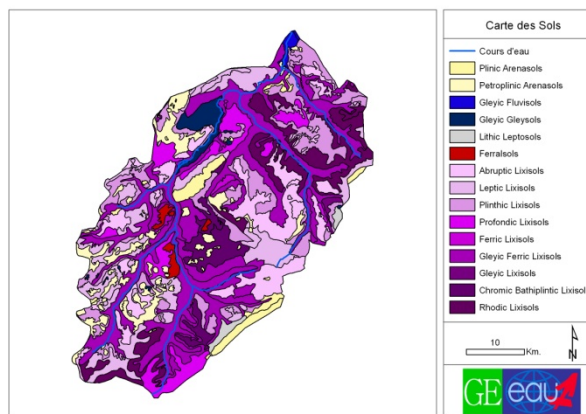 Carte des Sols
Cours d'eau
Plinic Arenasols
Petroplinic Arenasols
Gleyic Fluvisols
Gleyic Gleysols
Lithic Leptosols
Ferralsols
Abruptic Lixisols
Leptic Lixisols
Plinthic Lixisols
Profondic Lixisols
Ferric Lixisols
Gleyic Ferric Lixisols
Gleyic Lixisols
Chromic Bathiplintic Lixisol
Rhodic Lixisols
10
Km.
N
GE eau